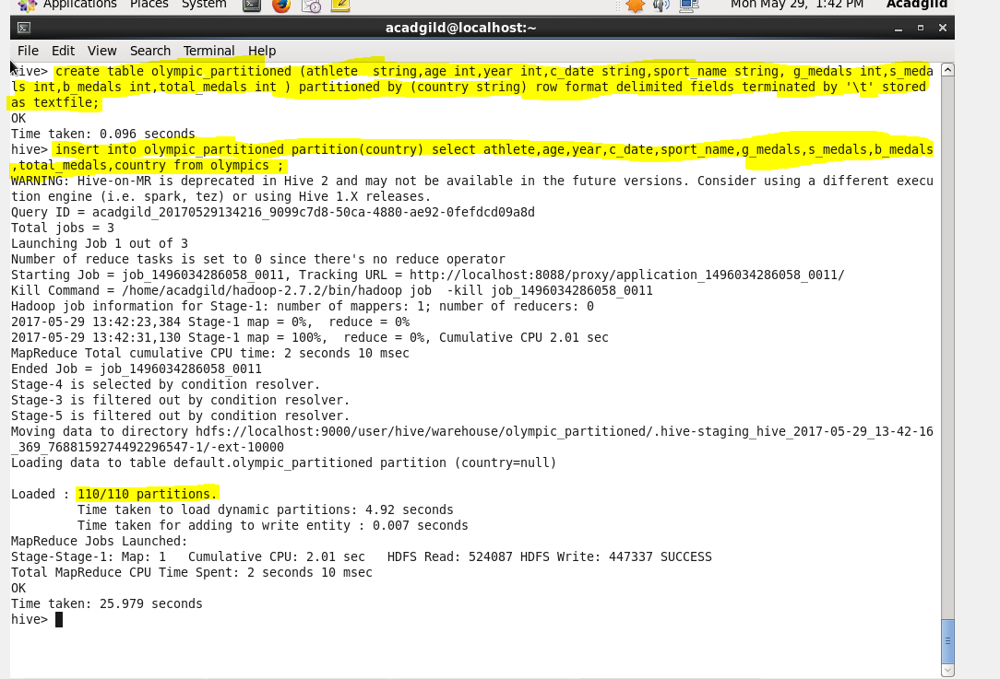 Applications Places System Mon May 29, 1:42 PM Acadgild
acadgild@localhost:~
File Edit View Search Terminal Help
hive> create table olympic_partitioned (athlete  string,age int,year int,c_date string,sport_name string, g_medals int,s_meda
ls int,b_medals int,total_medals int ) partitioned by (country string) row format delimited fields terminated by '\t' stored
as textfile;
OK
Time taken: 0.096 seconds
hive> insert into olympic_partitioned partition(country) select athlete,age,year,c_date,sport_name,g_medals,s_medals,b_medals
,total_medals,country from olympics ;
WARNING: Hive-on-MR is deprecated in Hive 2 and may not be available in the future versions. Consider using a different execu
tion engine (i.e. spark, tez) or using Hive 1.X releases.
Query ID = acadgild_20170529134216_9099c7d8-50ca-4880-ae92-0fefdcd09a8d
Total jobs = 3
Launching Job 1 out of 3
Number of reduce tasks is set to 0 since there's no reduce operator
Starting Job = job_1496034286058_0011, Tracking URL = http://localhost:8088/proxy/application_1496034286058_0011/
Kill Command = /home/acadgild/hadoop-2.7.2/bin/hadoop job  -kill job_1496034286058_0011
Hadoop job information for Stage-1: number of mappers: 1; number of reducers: 0
2017-05-29 13:42:23,384 Stage-1 map = 0%,  reduce = 0%
2017-05-29 13:42:31,130 Stage-1 map = 100%,  reduce = 0%, Cumulative CPU 2.01 sec
MapReduce Total cumulative CPU time: 2 seconds 10 msec
Ended Job = job_1496034286058_0011
Stage-4 is selected by condition resolver.
Stage-3 is filtered out by condition resolver.
Stage-5 is filtered out by condition resolver.
Moving data to directory hdfs://localhost:9000/user/hive/warehouse/olympic_partitioned/.hive-staging_hive_2017-05-29_13-42-16
_369_7688159274492296547-1/-ext-10000
Loading data to table default.olympic_partitioned partition (country=null)
Loaded : 110/110 partitions.
Time taken to load dynamic partitions: 4.92 seconds
Time taken for adding to write entity : 0.007 seconds
MapReduce Jobs Launched:
Stage-Stage-1: Map: 1   Cumulative CPU: 2.01 sec   HDFS Read: 524087 HDFS Write: 447337 SUCCESS
Total MapReduce CPU Time Spent: 2 seconds 10 msec
OK
Time taken: 25.979 seconds
hive>